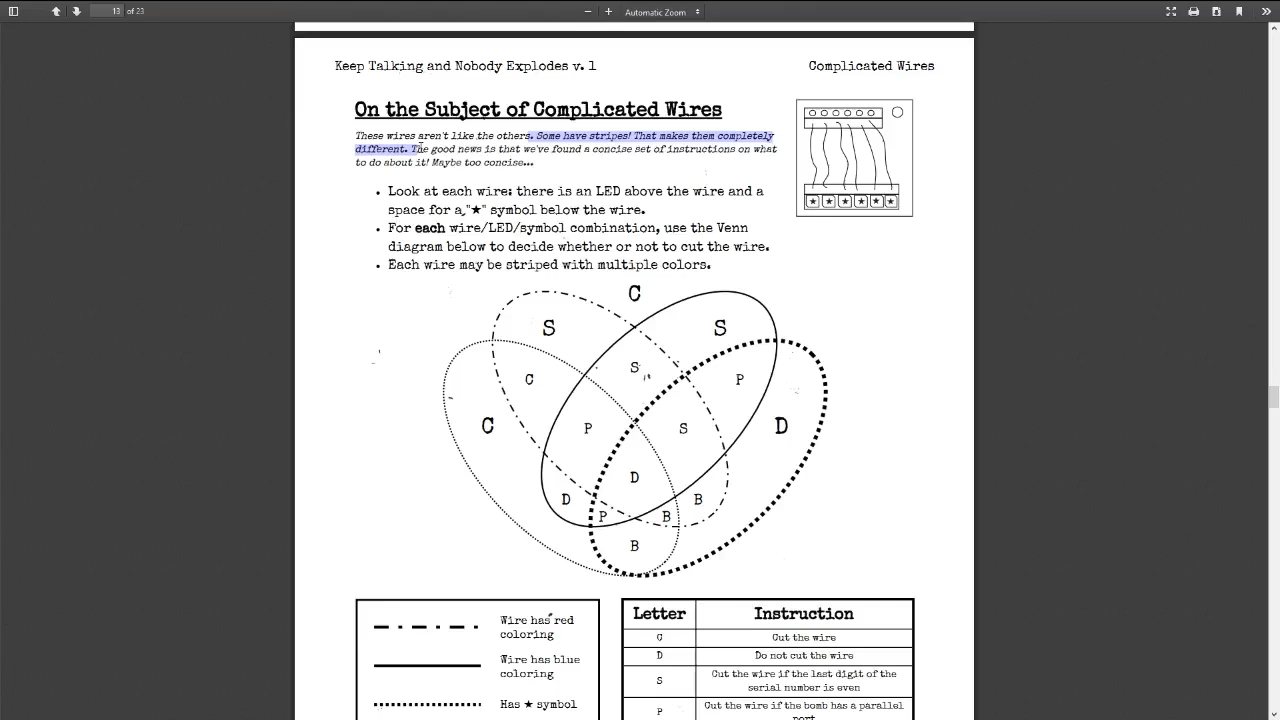 13 of 23
Automatic Zoom
Keep Talking and Nobody Explodes v. 1
Complicated Wires
On the Subject of Complicated Wires
These wires aren't like the others. Some have stripes! That makes them completely
different. The good news is that we've found a concise set of instructions on what
to do about it! Maybe too concise...
• Look at each wire: there is an LED above the wire and a
space for a "★" symbol below the wire.
• For each wire/LED/symbol combination, use the Venn
diagram below to decide whether or not to cut the wire.
• Each wire may be striped with multiple colors.
C
S
S
S
C
P
C
P
S
D
D
D
B
P
B
B
Wire has red
coloring
Wire has blue
coloring
Has ★ symbol
Letter
Instruction
C
Cut the wire
D
Do not cut the wire
S
Cut the wire if the last digit of the
serial number is even
P
Cut the wire if the bomb has a parallel
port